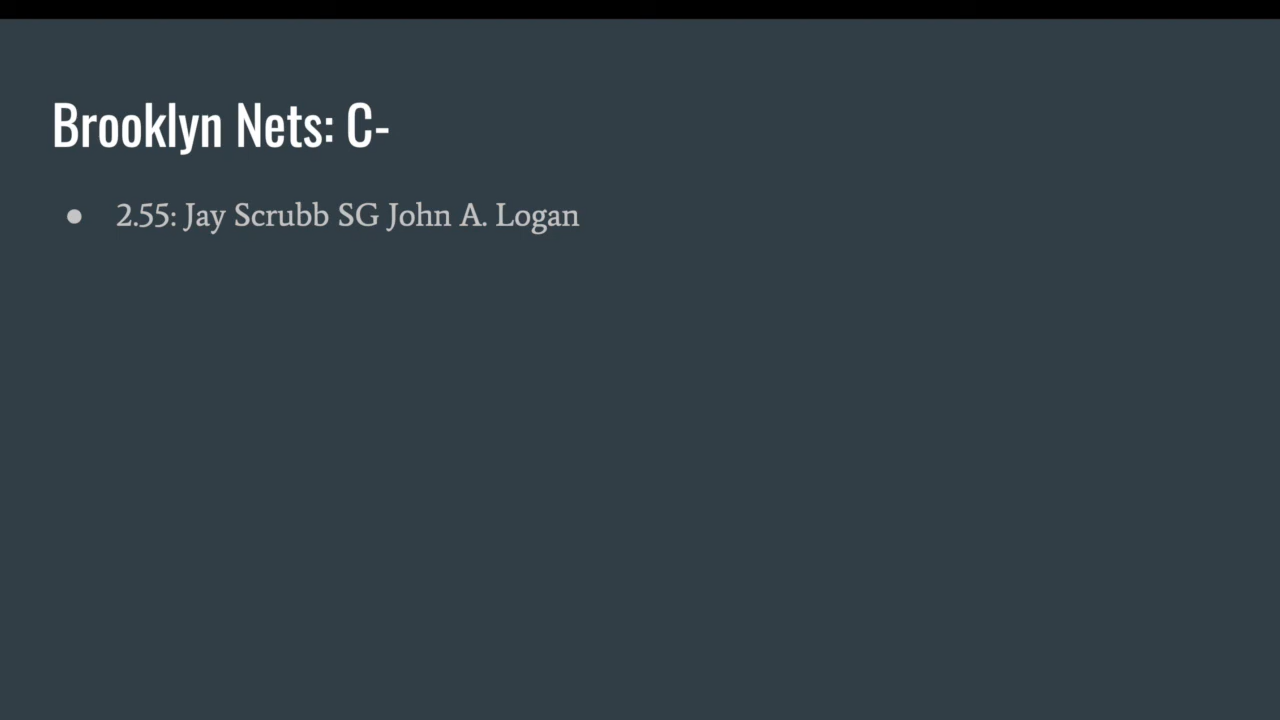 Brooklyn Nets: C-
● 2.55: Jay Scrubb SG John A. Logan